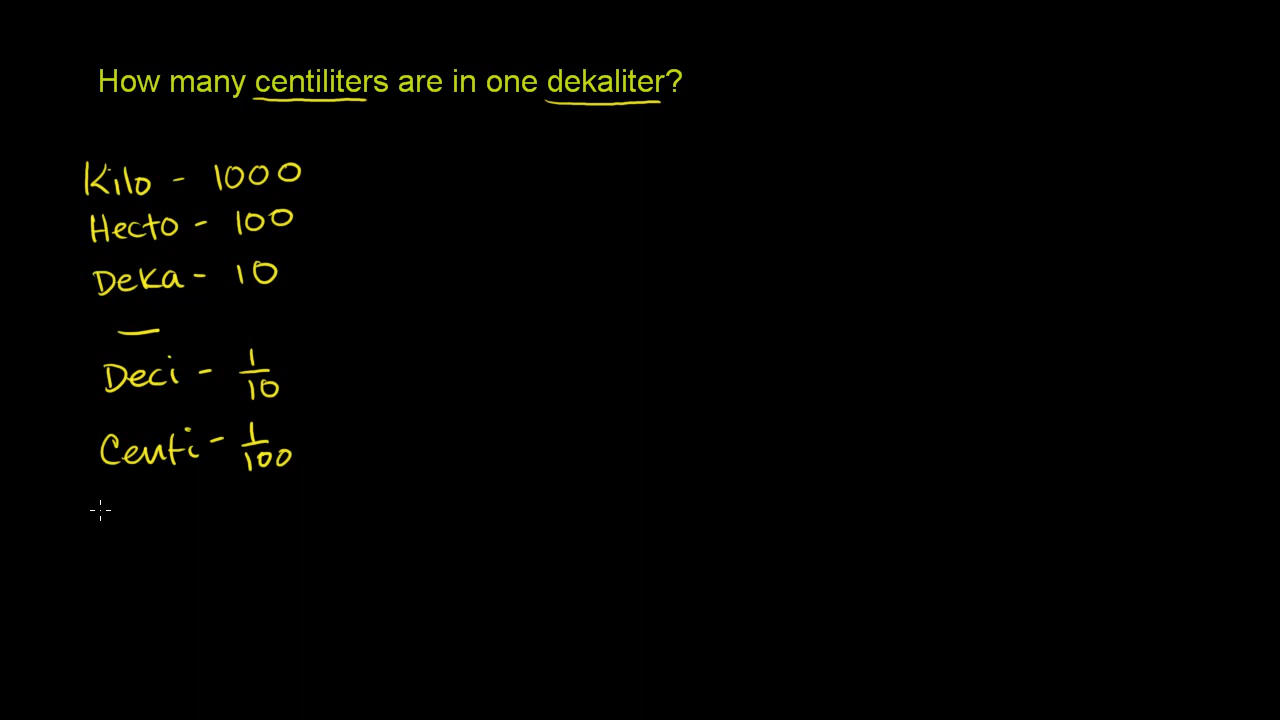 How many centiliters are in one dekaliter?
Kilo - 1000
Hecto - 100
Deka - 10
—
Deci - 1/10
Centi - 1/100